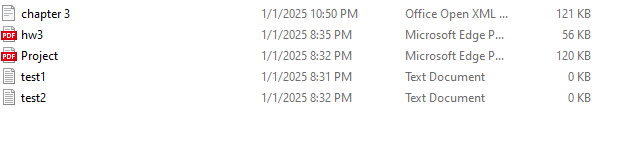 chapter 3 1/1/2025 10:50 PM Office Open XML ... 121 KB
PDF hw3 1/1/2025 8:35 PM Microsoft Edge P... 56 KB
PDF Project 1/1/2025 8:32 PM Microsoft Edge P... 120 KB
test1 1/1/2025 8:31 PM Text Document 0 KB
test2 1/1/2025 8:32 PM Text Document 0 KB